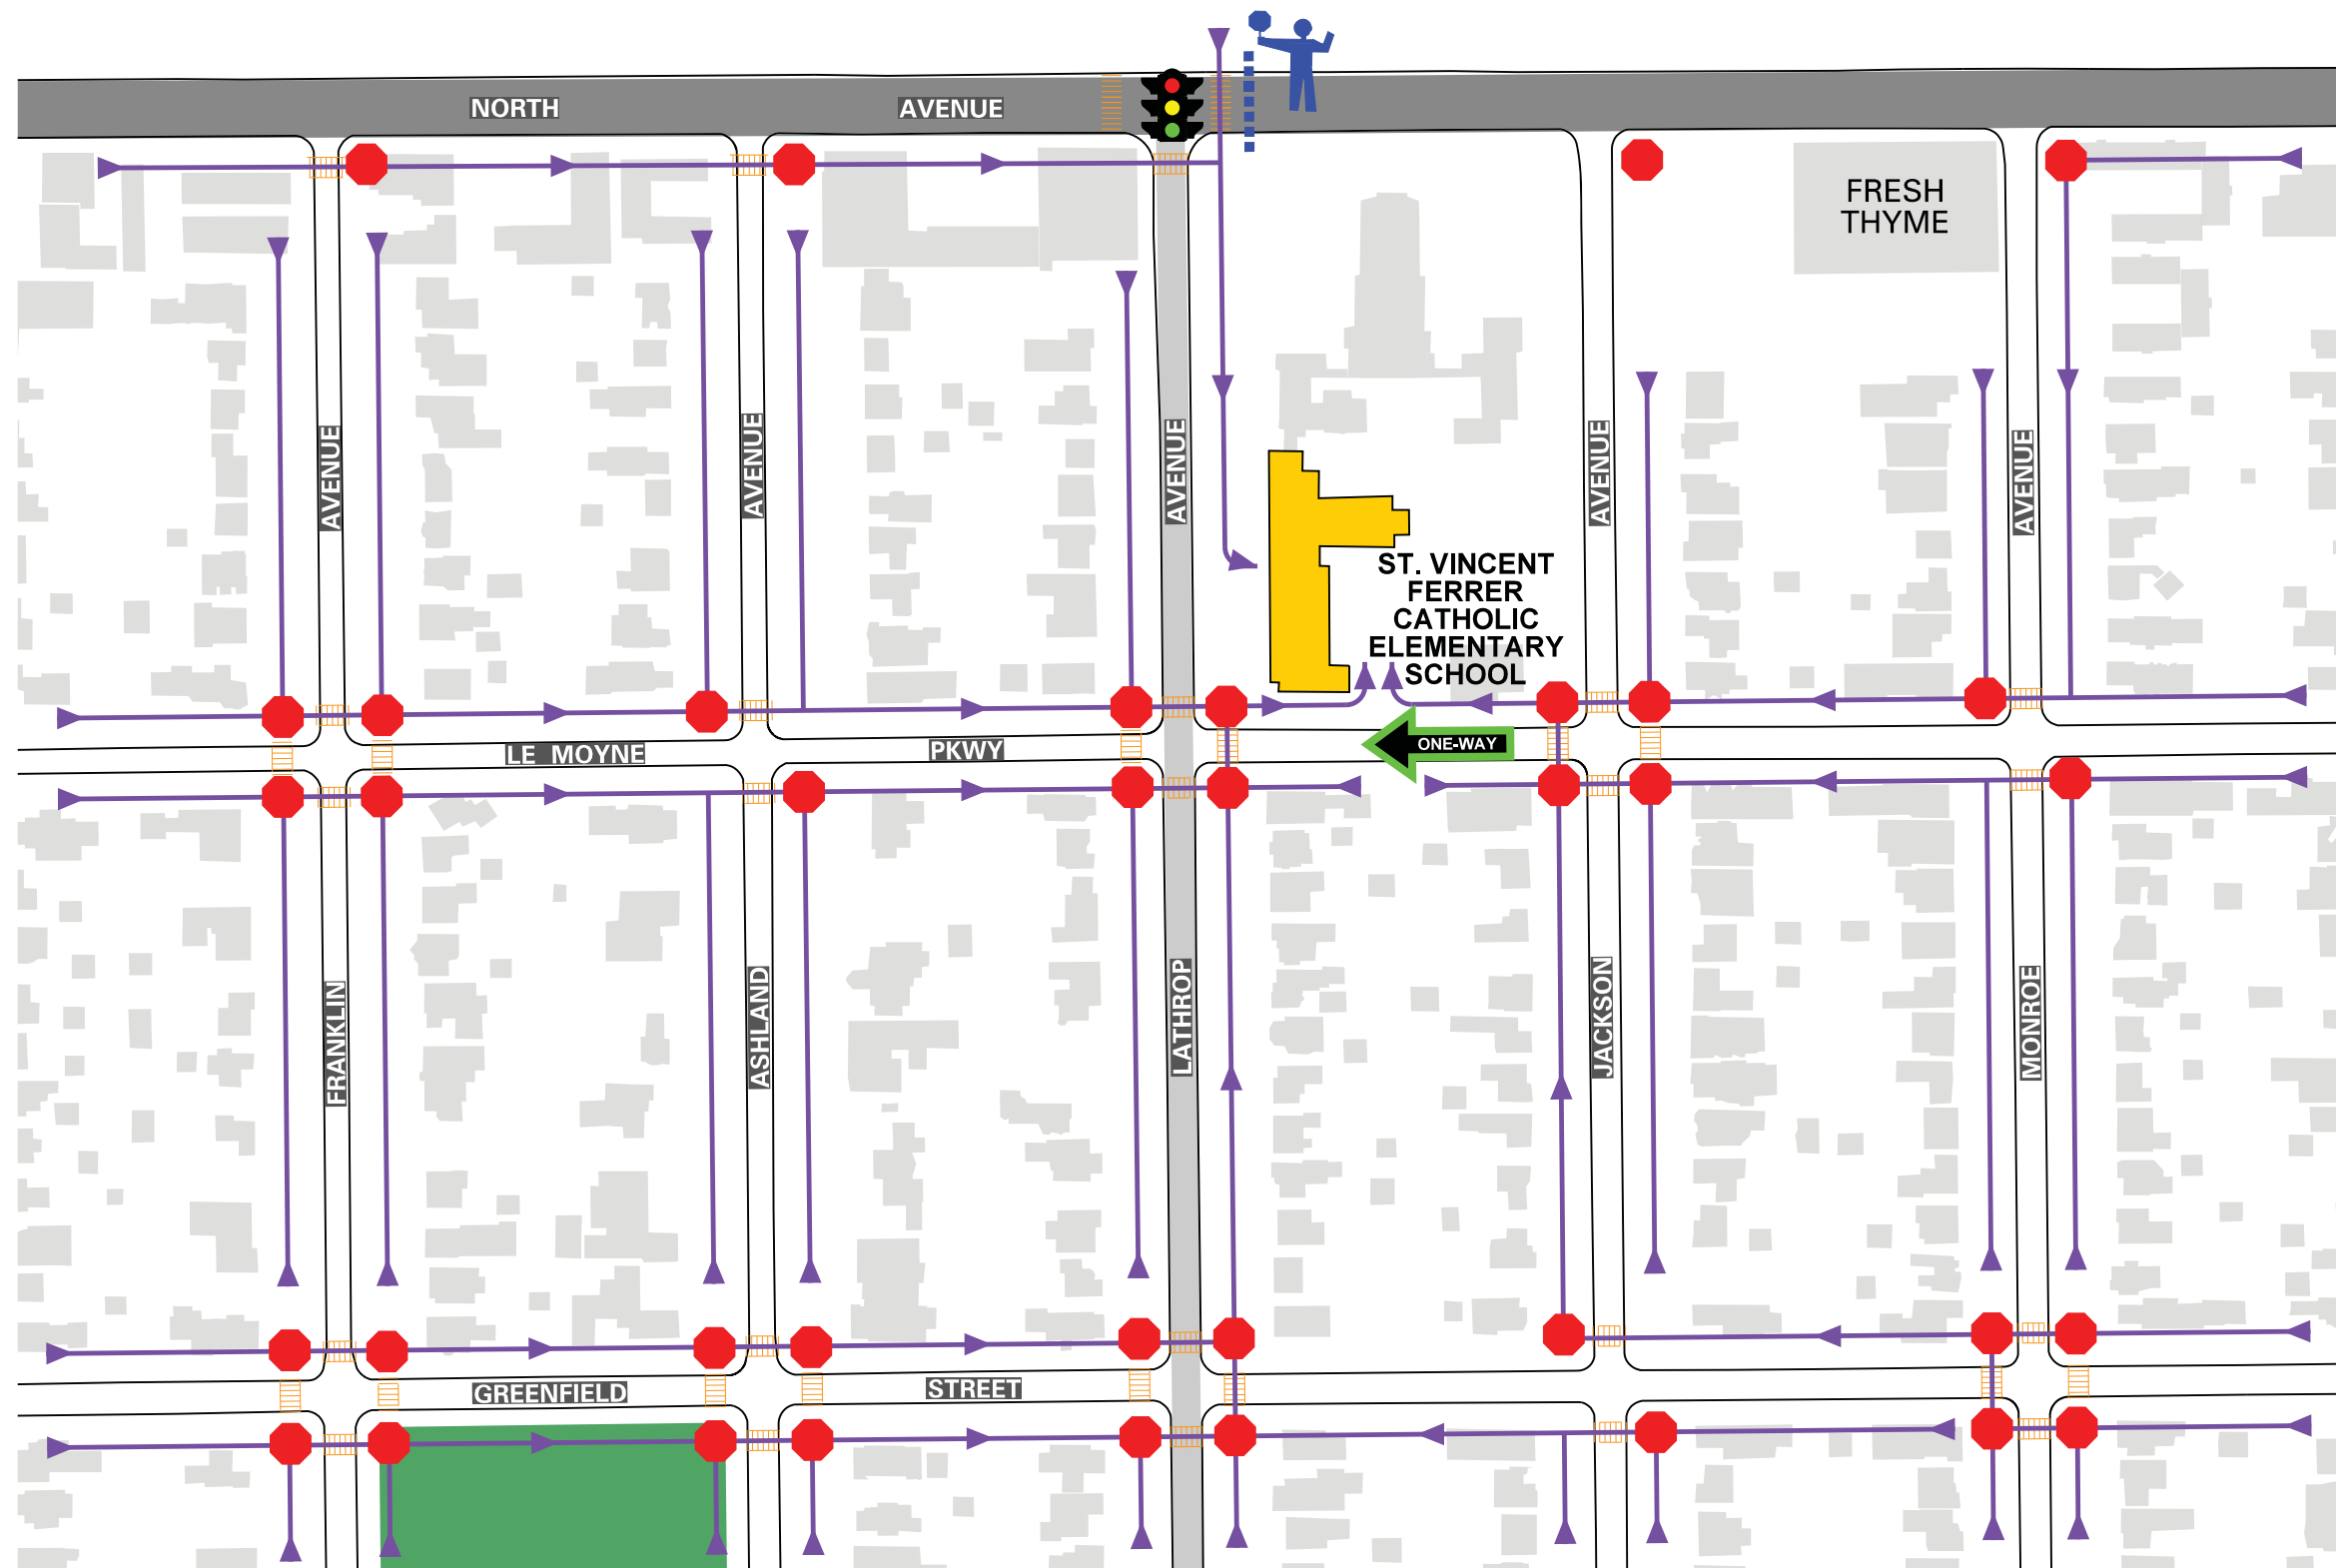 NORTH AVENUE
FRESH
THYME
AVENUE
AVENUE
AVENUE
AVENUE
AVENUE
ST. VINCENT
FERRER
CATHOLIC
ELEMENTARY
SCHOOL
LE MOYNE PKWY
ONE-WAY
FRANKLIN
ASHLAND
LATHROP
JACKSON
MONROE
GREENFIELD STREET